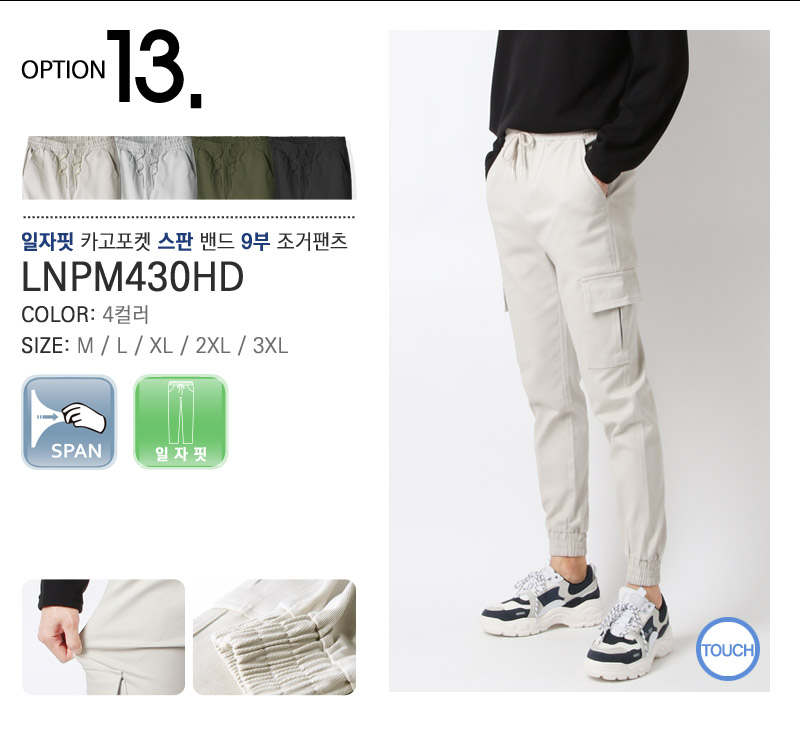 OPTION 13.
일자핏 카고포켓 스판 밴드 9부 조거팬츠
LNPM430HD
COLOR: 4컬러
SIZE: M / L / XL / 2XL / 3XL
SPAN
일자핏
TOUCH